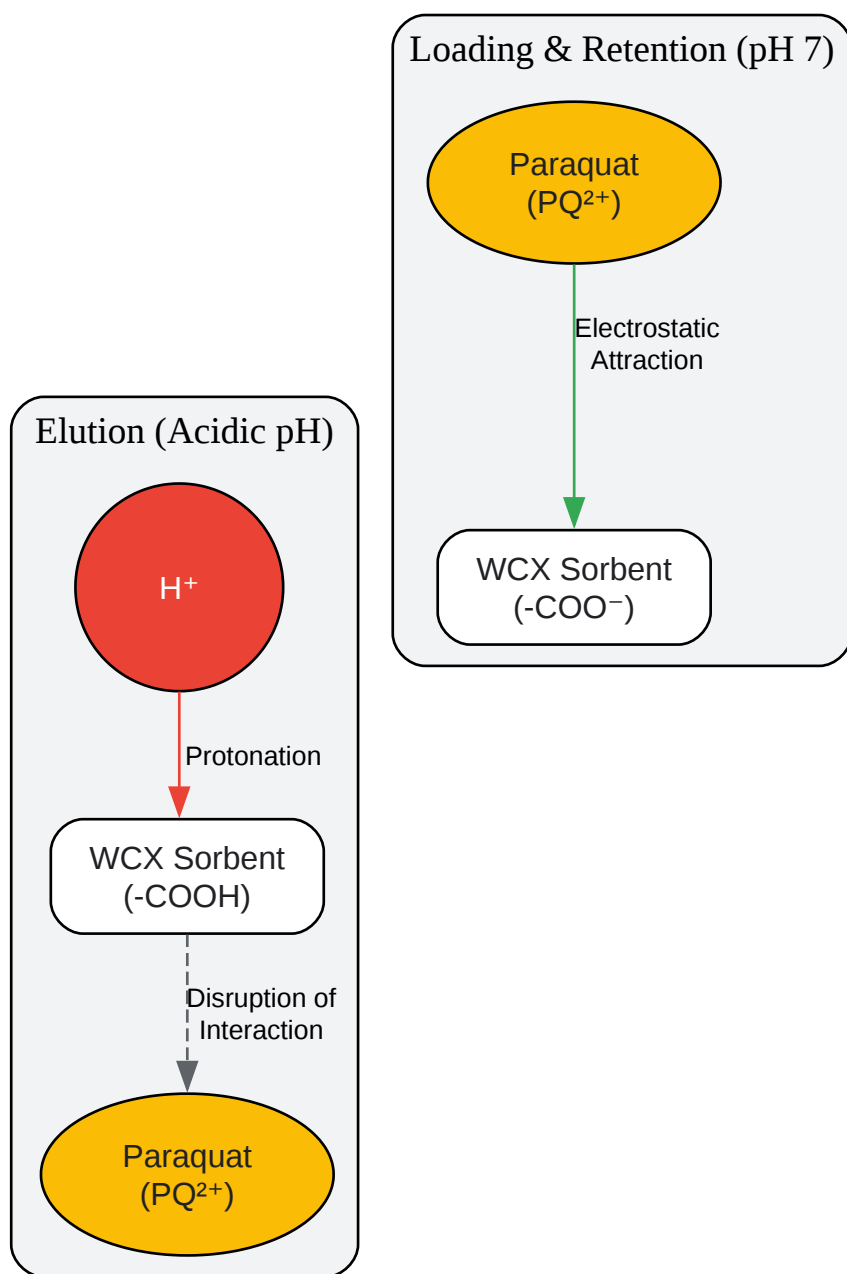 Loading & Retention (pH 7)
Paraquat
(PQ²⁺)
Electrostatic
Attraction
WCX Sorbent
(-COO⁻)
Elution (Acidic pH)
H⁺
Protonation
WCX Sorbent
(-COOH)
Disruption of
Interaction
Paraquat
(PQ²⁺)